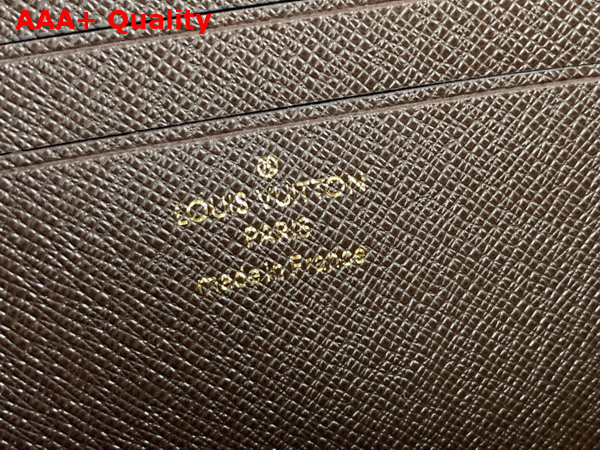 AAA+ Quality
®
LOUIS VUITTON
PARIS
made in France